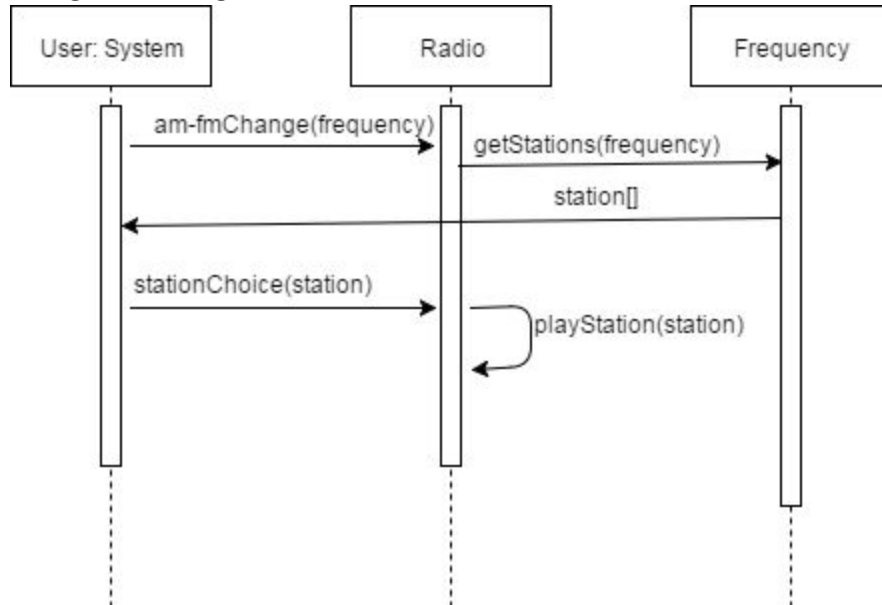 User: System
Radio
Frequency
am-fmChange(frequency)
getStations(frequency)
station[]
stationChoice(station)
playStation(station)